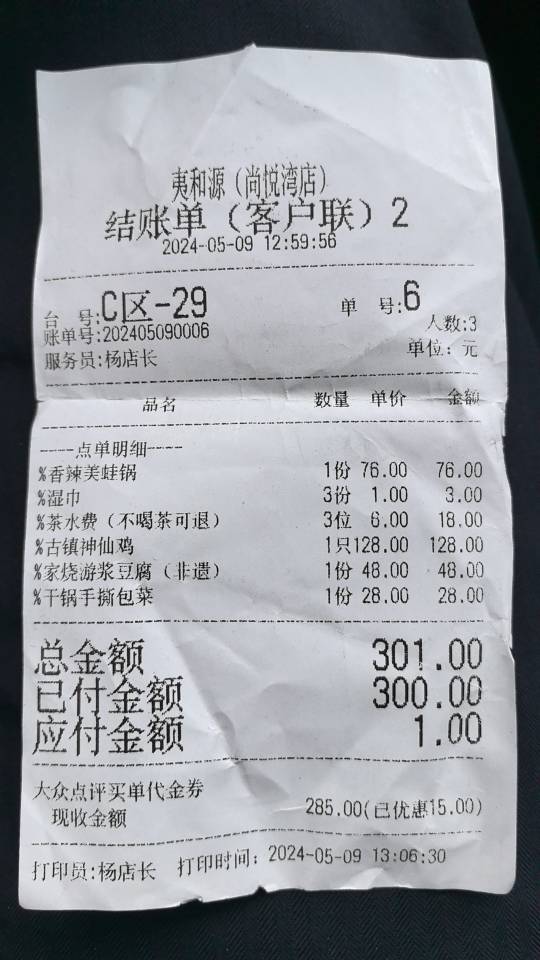 夷和源（尚悦湾店）
结账单（客户联）2
2024-05-09 12:59:56
台 号:C区-29 单 号:6
账单号:202405090006 人数:3
服务员:杨店长 单位：元
品名 数量 单价 金额
----点单明细----
%香辣美蛙锅 1份 76.00 76.00
%湿巾 3份 1.00 3.00
%茶水费（不喝茶可退） 3位 6.00 18.00
%古镇神仙鸡 1只128.00 128.00
%家烧游浆豆腐（非遗） 1份 48.00 48.00
%干锅手撕包菜 1份 28.00 28.00
总金额 301.00
已付金额 300.00
应付金额 1.00
大众点评买单代金券
现收金额 285.00(已优惠15.00)
打印员:杨店长 打印时间：2024-05-09 13:06:30